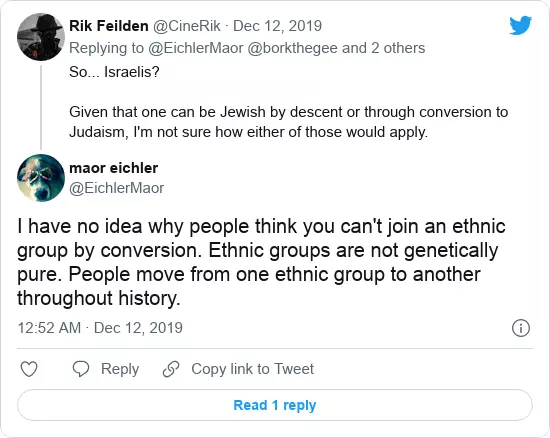 Rik Feilden @CineRik · Dec 12, 2019
Replying to @EichlerMaor @borkthegee and 2 others
So... Israelis?
Given that one can be Jewish by descent or through conversion to
Judaism, I'm not sure how either of those would apply.
maor eichler
@EichlerMaor
I have no idea why people think you can't join an ethnic
group by conversion. Ethnic groups are not genetically
pure. People move from one ethnic group to another
throughout history.
12:52 AM · Dec 12, 2019
Reply Copy link to Tweet
Read 1 reply